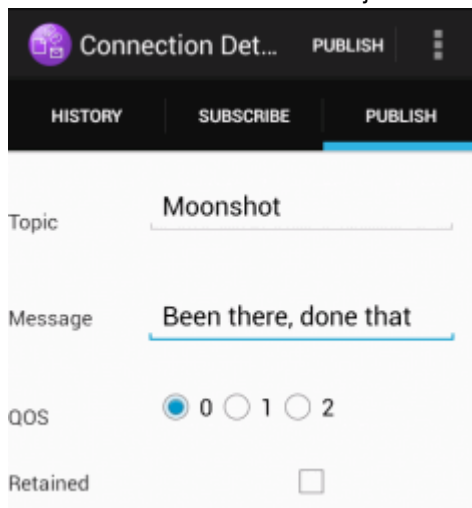 Connection Det... PUBLISH
HISTORY SUBSCRIBE PUBLISH
Topic Moonshot
Message Been there, done that
QOS 0 1 2
Retained